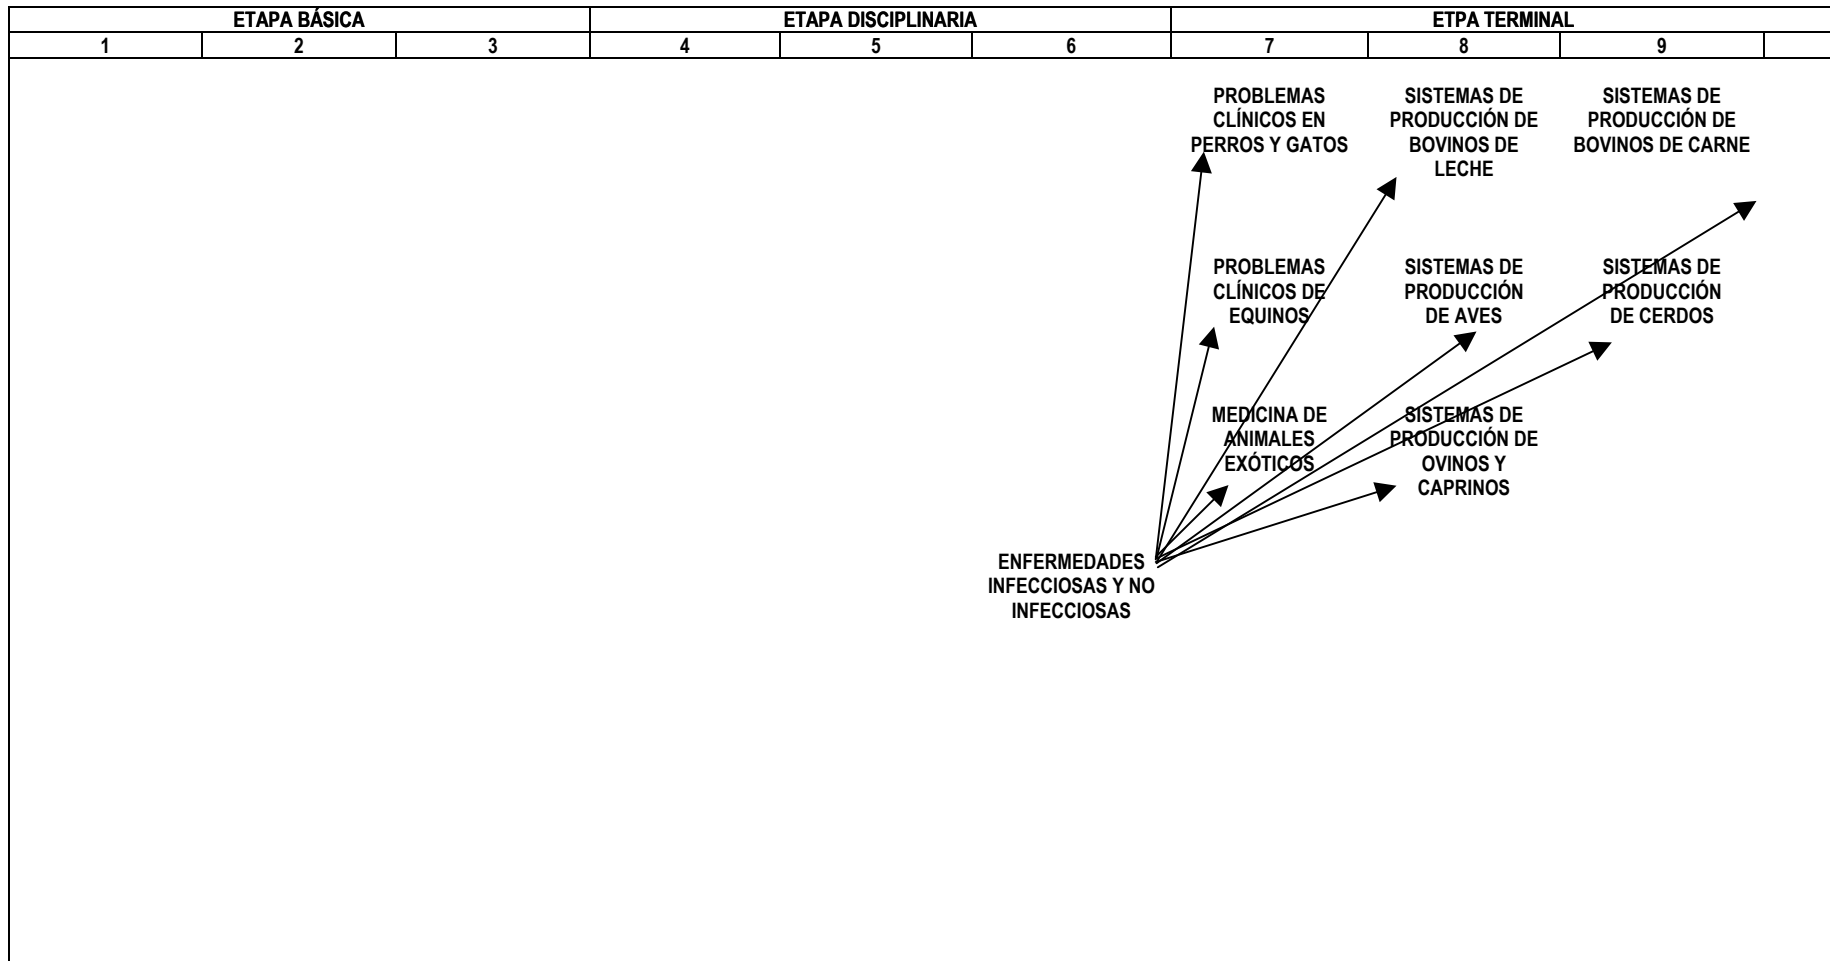 ETAPA BÁSICA ETAPA DISCIPLINARIA ETPA TERMINAL
1 2 3 4 5 6 7 8 9
PROBLEMAS
CLÍNICOS EN
PERROS Y GATOS
SISTEMAS DE
PRODUCCIÓN DE
BOVINOS DE
LECHE
SISTEMAS DE
PRODUCCIÓN DE
BOVINOS DE CARNE
PROBLEMAS
CLÍNICOS DE
EQUINOS
SISTEMAS DE
PRODUCCIÓN
DE AVES
SISTEMAS DE
PRODUCCIÓN
DE CERDOS
MEDICINA DE
ANIMALES
EXÓTICOS
SISTEMAS DE
PRODUCCIÓN DE
OVINOS Y
CAPRINOS
ENFERMEDADES
INFECCIOSAS Y NO
INFECCIOSAS